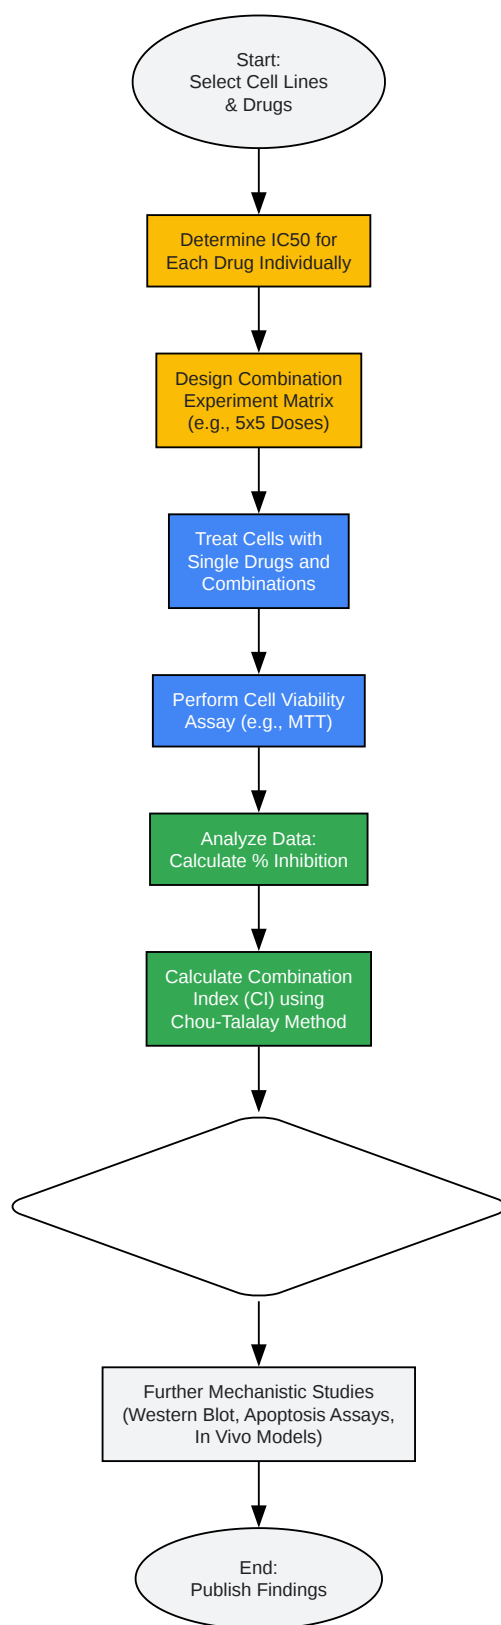 Start:
Select Cell Lines
& Drugs
Determine IC50 for
Each Drug Individually
Design Combination
Experiment Matrix
(e.g., 5x5 Doses)
Treat Cells with
Single Drugs and
Combinations
Perform Cell Viability
Assay (e.g., MTT)
Analyze Data:
Calculate % Inhibition
Calculate Combination
Index (CI) using
Chou-Talalay Method
Further Mechanistic Studies
(Western Blot, Apoptosis Assays,
In Vivo Models)
End:
Publish Findings